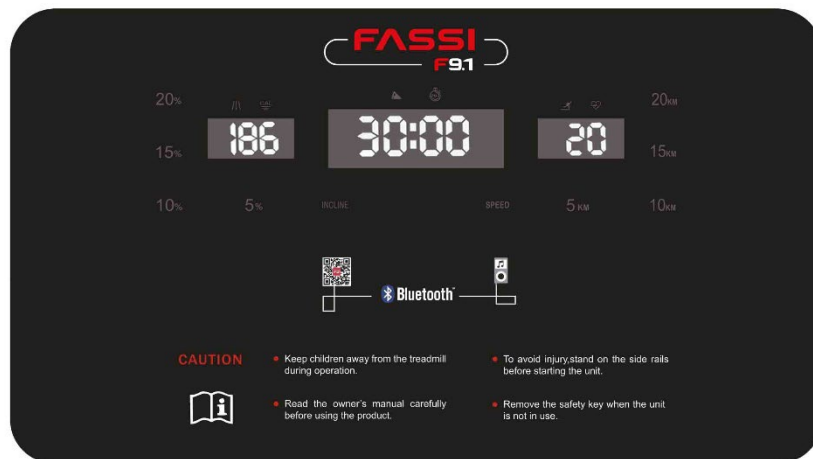 FASSI
F9.1
20% 20KM
CAL
186 30:00 20
15% 15KM
10% 5% INCLINE SPEED 5 KM 10KM
Bluetooth
CAUTION
• Keep children away from the treadmill
during operation.
• To avoid injury,stand on the side rails
before starting the unit.
• Read the owner's manual carefully
before using the product.
• Remove the safety key when the unit
is not in use.